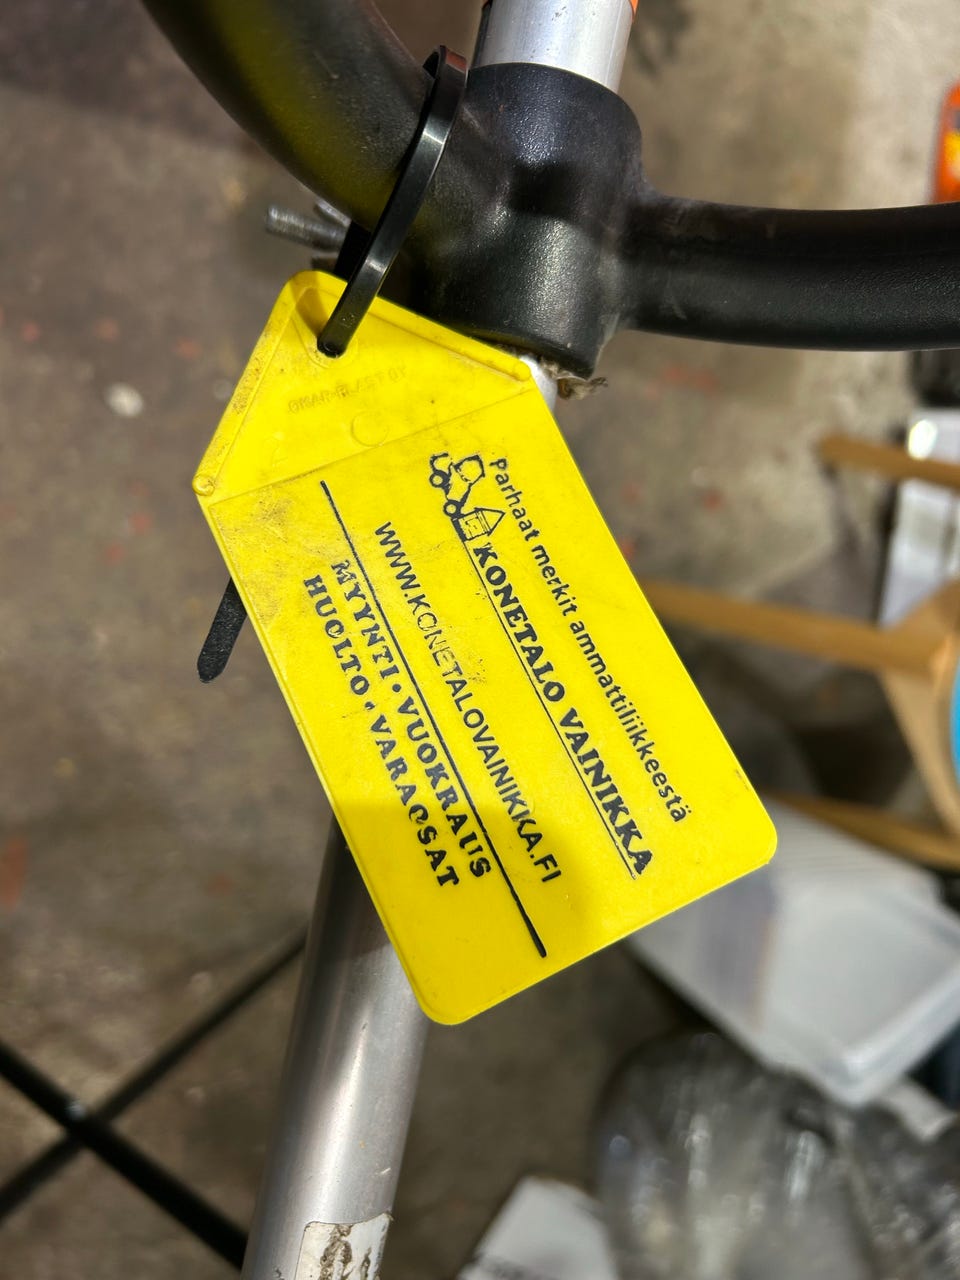 Parhaat merkit ammattiliikkeestä
KONETALO VAINIKKA
WWW.KONETALOVAINIKKA.FI
MYYNTI • VUOKRAUS
HUOLTO • VARAOSAT